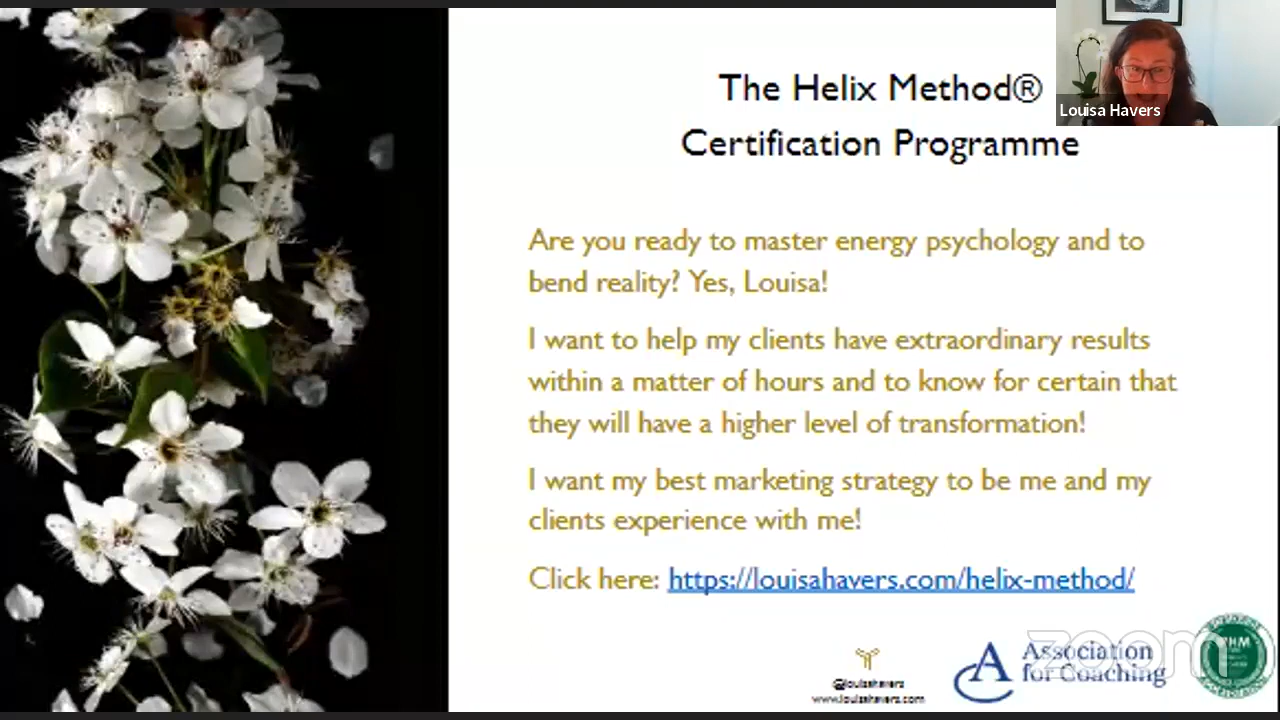 The Helix Method®
Certification Programme
Louisa Havers
Are you ready to master energy psychology and to
bend reality? Yes, Louisa!
I want to help my clients have extraordinary results
within a matter of hours and to know for certain that
they will have a higher level of transformation!
I want my best marketing strategy to be me and my
clients experience with me!
Click here: https://louisahavers.com/helix-method/
@louisahavers
www.louisahavers.com
Association
for Coaching
zoom